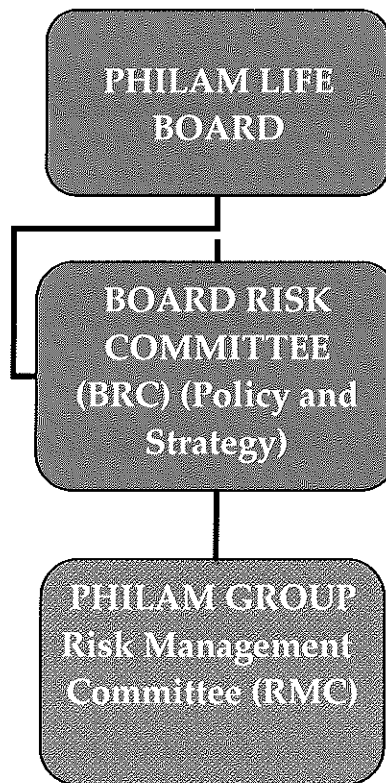 PHILAM LIFE
BOARD
BOARD RISK
COMMITTEE
(BRC) (Policy and
Strategy)
PHILAM GROUP
Risk Management
Committee (RMC)